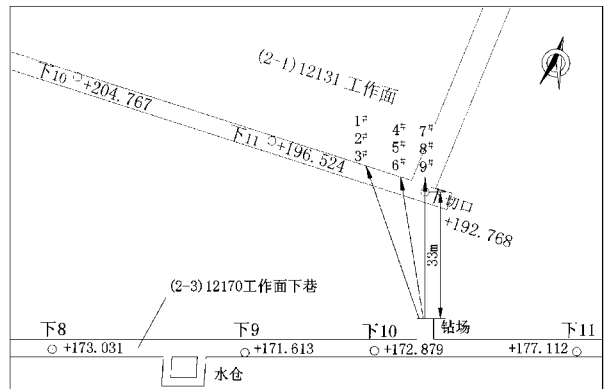 (2-1)12131 工作面
下10
+204.767
下11
+196.524
1# 4# 7#
2# 5# 8#
3# 6# 9#
下切口
+192.768
33m
(2-3)12170工作面下巷
钻场
下8
下9
下10
下11
+173.031
+171.613
+172.879
+177.112
水仓